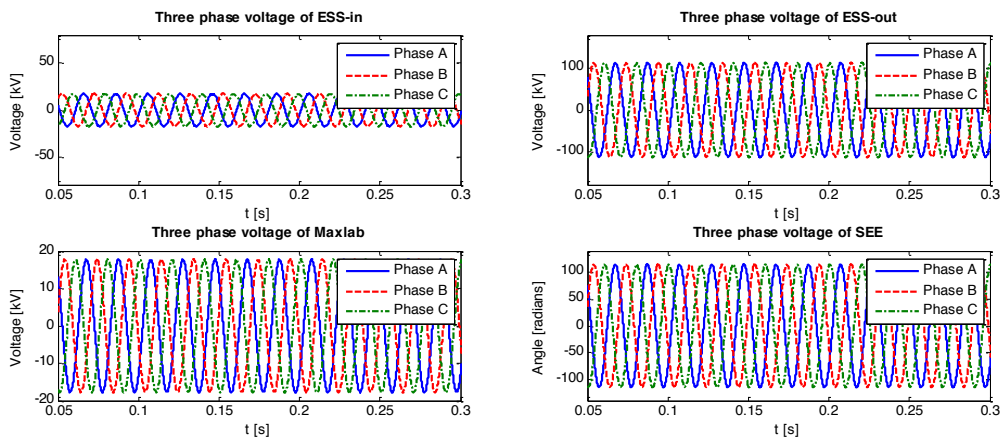 Three phase voltage of ESS-in
Voltage [kV]
50
0
-50
0.05 0.1 0.15 0.2 0.25 0.3
t [s]
Phase A
Phase B
Phase C
Three phase voltage of ESS-out
Voltage [kV]
100
0
-100
0.05 0.1 0.15 0.2 0.25 0.3
t [s]
Phase A
Phase B
Phase C
Three phase voltage of Maxlab
Voltage [kV]
20
10
0
-10
-20
0.05 0.1 0.15 0.2 0.25 0.3
t [s]
Phase A
Phase B
Phase C
Three phase voltage of SEE
Angle [radians]
100
50
0
-50
-100
0.05 0.1 0.15 0.2 0.25 0.3
t [s]
Phase A
Phase B
Phase C